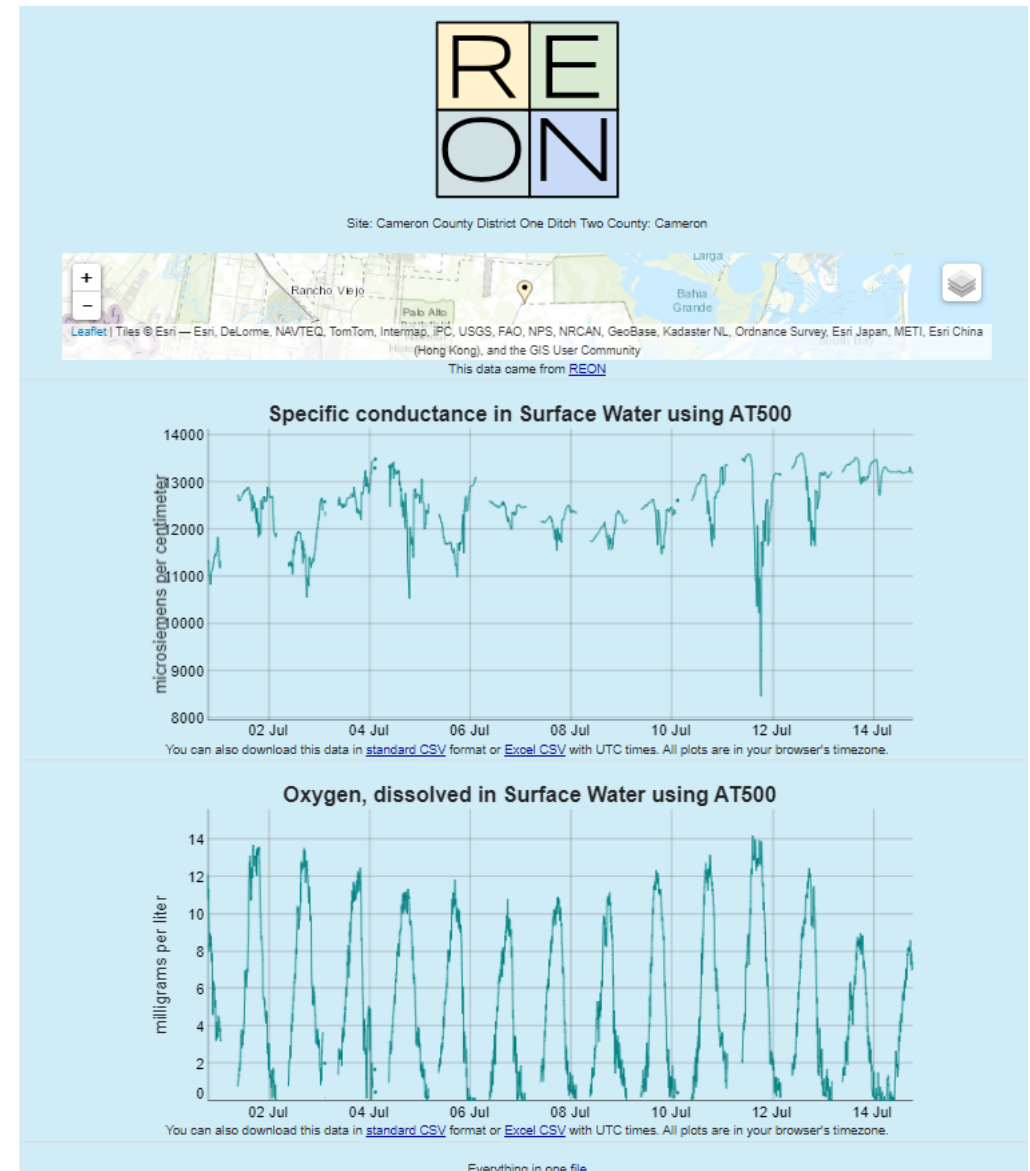 RE
ON
Site: Cameron County District One Ditch Two County: Cameron
+
−
Larga
Rancho Viejo
Bahia
Grande
Palo Alto
Leaflet | Tiles © Esri — Esri, DeLorme, NAVTEQ, TomTom, Intermap, iPC, USGS, FAO, NPS, NRCAN, GeoBase, Kadaster NL, Ordnance Survey, Esri Japan, METI, Esri China
(Hong Kong), and the GIS User Community
South Bay
This data came from REON
Specific conductance in Surface Water using AT500
microsiemens per centimeter
14000
13000
12000
11000
10000
9000
8000
02 Jul 04 Jul 06 Jul 08 Jul 10 Jul 12 Jul 14 Jul
You can also download this data in standard CSV format or Excel CSV with UTC times. All plots are in your browser's timezone.
Oxygen, dissolved in Surface Water using AT500
milligrams per liter
14
12
10
8
6
4
2
0
02 Jul 04 Jul 06 Jul 08 Jul 10 Jul 12 Jul 14 Jul
You can also download this data in standard CSV format or Excel CSV with UTC times. All plots are in your browser's timezone.
Everything in one file